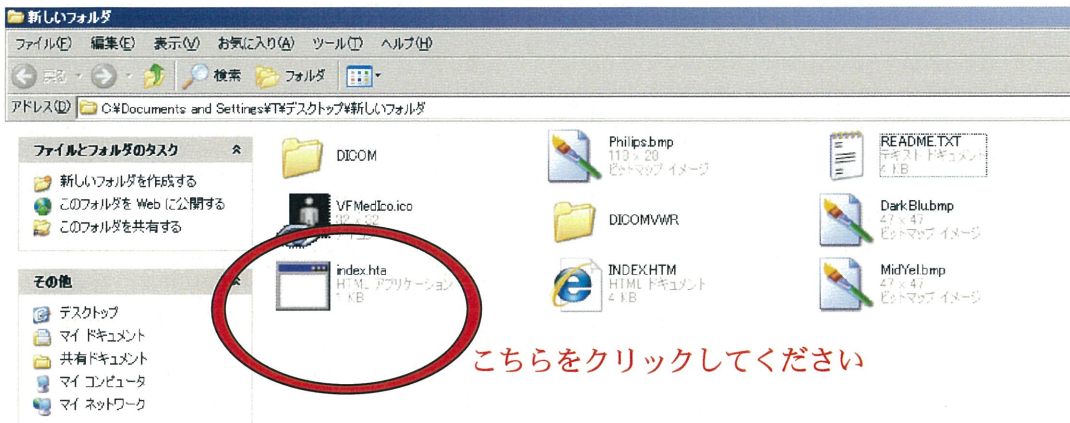 新しいフォルダ
ファイル(F) 編集(E) 表示(V) お気に入り(A) ツール(T) ヘルプ(H)
戻る 検索 フォルダ
アドレス(D) C:¥Documents and Settings¥T¥デスクトップ¥新しいフォルダ
ファイルとフォルダのタスク
新しいフォルダを作成する
このフォルダを Web に公開する
このフォルダを共有する
その他
デスクトップ
マイ ドキュメント
共有ドキュメント
マイ コンピュータ
マイ ネットワーク
DICOM
Philips.bmp
118 x 28
ビットマップ イメージ
README.TXT
テキスト ドキュメント
4 KB
VFMedIco.ico
32 x 32
アイコン
DICOMVWR
DarkBlu.bmp
47 x 47
ビットマップ イメージ
index.hta
HTML アプリケーション
1 KB
INDEX.HTM
HTML ドキュメント
4 KB
MidYel.bmp
47 x 47
ビットマップ イメージ
こちらをクリックしてください